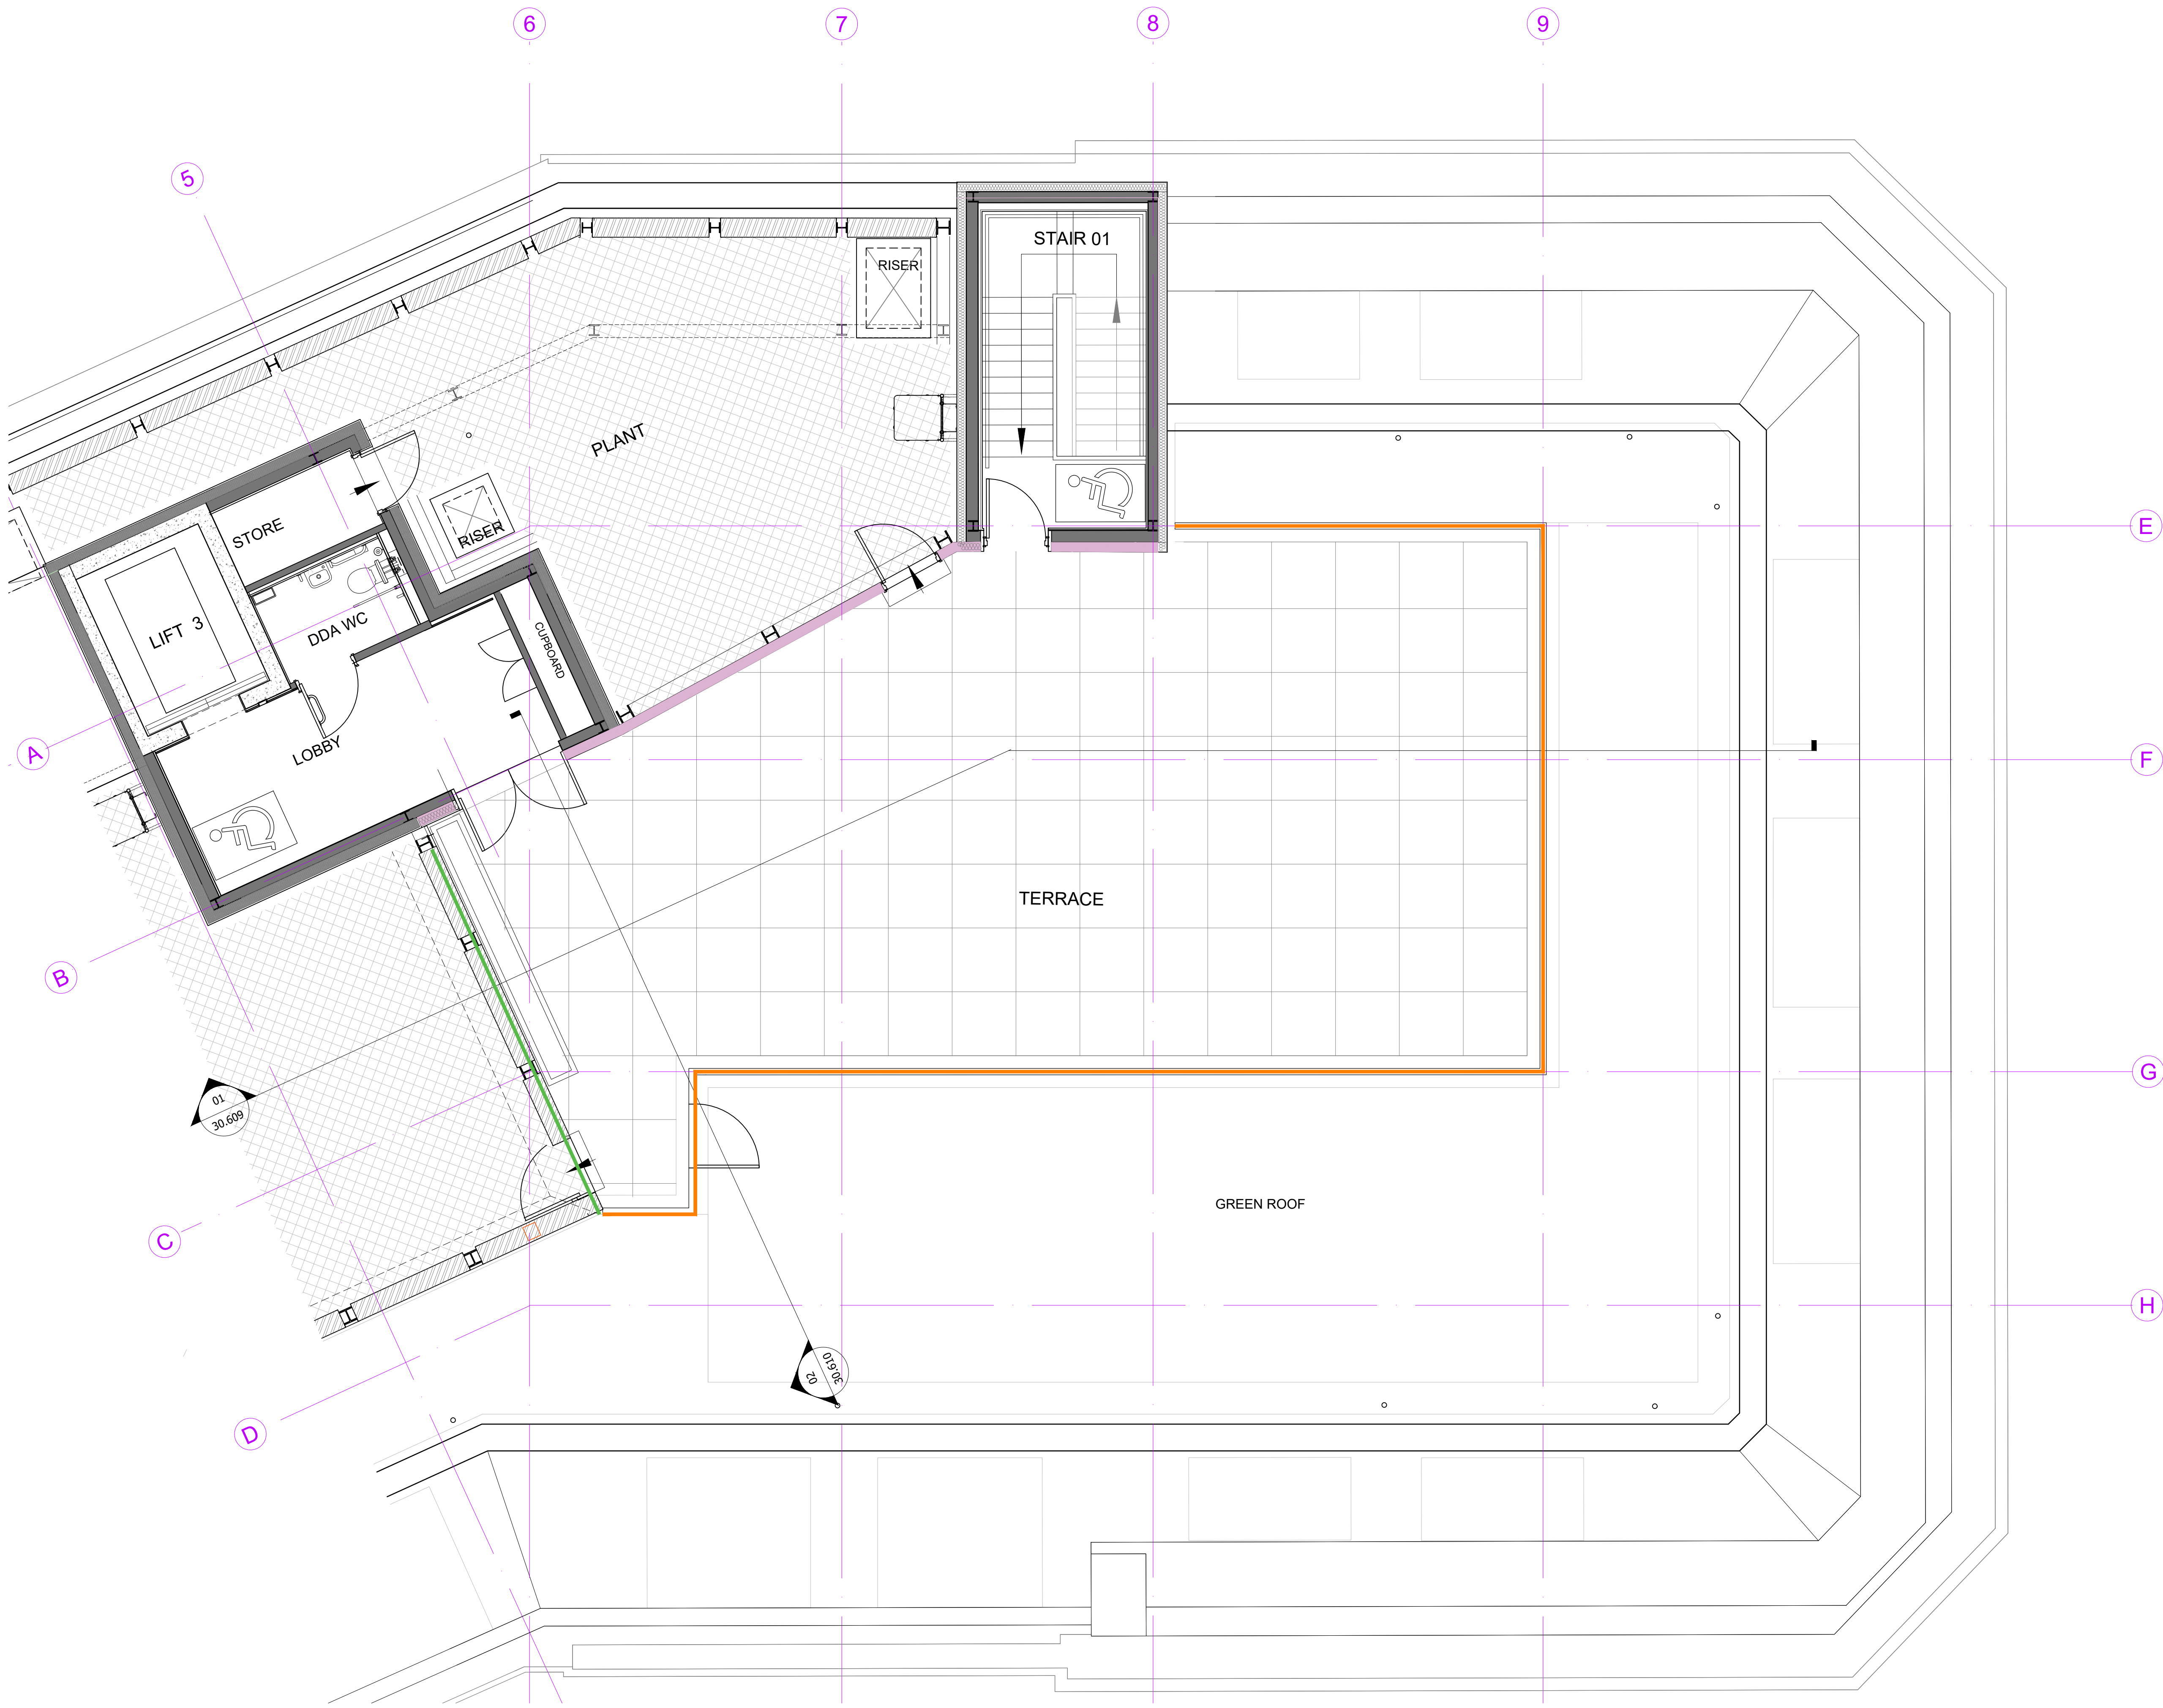 6
7
8
9
5
STAIR 01
RISER
PLANT
E
STORE
RISER
LIFT 3
DDA WC
CUPBOARD
LOBBY
A
F
TERRACE
B
G
01
30.609
GREEN ROOF
C
H
02
30.610
D